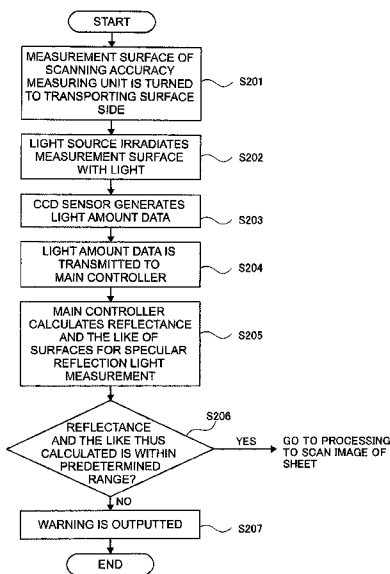 START
MEASUREMENT SURFACE OF
SCANNING ACCURACY
MEASURING UNIT IS TURNED
TO TRANSPORTING SURFACE
SIDE
S201
LIGHT SOURCE IRRADIATES
MEASUREMENT SURFACE
WITH LIGHT
S202
CCD SENSOR GENERATES
LIGHT AMOUNT DATA
S203
LIGHT AMOUNT DATA IS
TRANSMITTED TO
MAIN CONTROLLER
S204
MAIN CONTROLLER
CALCULATES REFLECTANCE
AND THE LIKE OF
SURFACES FOR SPECULAR
REFLECTION LIGHT
MEASUREMENT
S205
S206
REFLECTANCE
AND THE LIKE THUS
CALCULATED IS WITHIN
PREDETERMINED
RANGE?
YES
GO TO PROCESSING
TO SCAN IMAGE OF
SHEET
NO
WARNING IS OUTPUTTED
S207
END